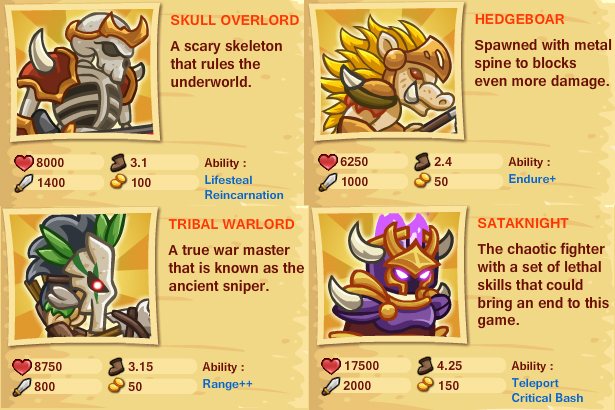 SKULL OVERLORD
A scary skeleton
that rules the
underworld.
8000
3.1
Ability :
1400
100
Lifesteal
Reincarnation
HEDGEBOAR
Spawned with metal
spine to blocks
even more damage.
6250
2.4
Ability :
1000
50
Endure+
TRIBAL WARLORD
A true war master
that is known as the
ancient sniper.
8750
3.15
Ability :
800
50
Range++
SATAKNIGHT
The chaotic fighter
with a set of lethal
skills that could
bring an end to this
game.
17500
4.25
Ability :
2000
150
Teleport
Critical Bash